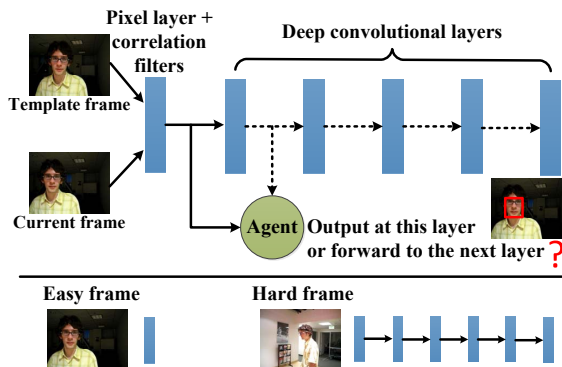 Pixel layer +
correlation
filters
Deep convolutional layers
Template frame
Current frame
Agent
Output at this layer
or forward to the next layer ?
Easy frame
Hard frame